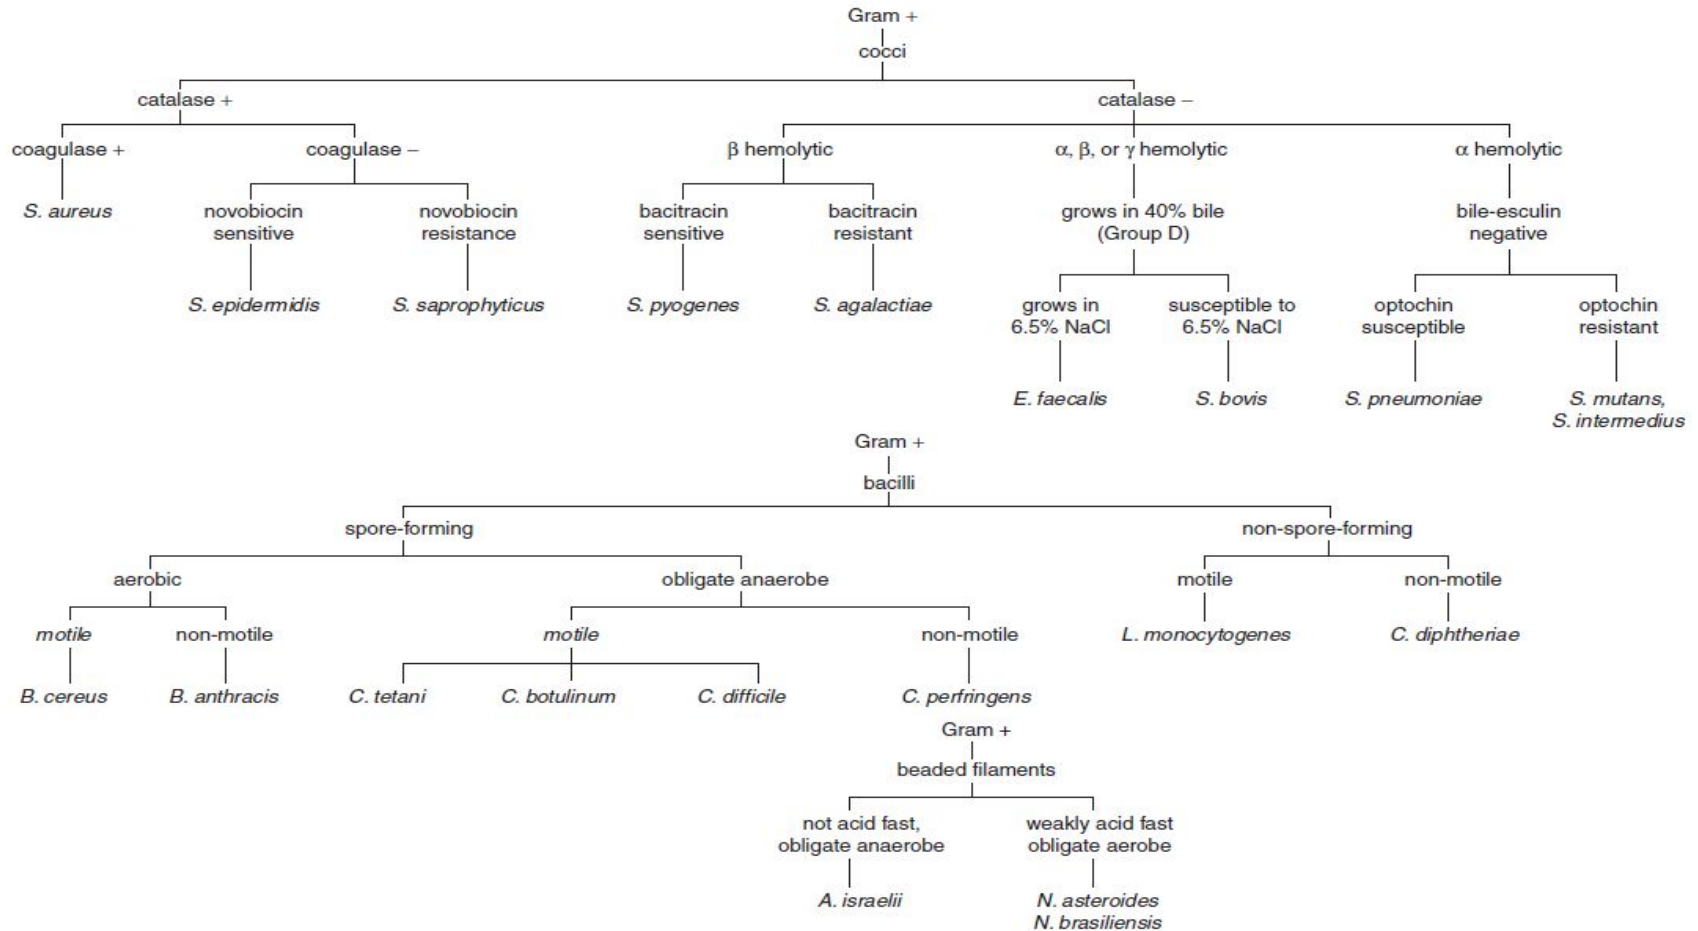 Gram +
cocci
catalase +
catalase –
coagulase +
coagulase –
β hemolytic
α, β, or γ hemolytic
α hemolytic
S. aureus
novobiocin
sensitive
novobiocin
resistance
bacitracin
sensitive
bacitracin
resistant
grows in 40% bile
(Group D)
bile-esculin
negative
S. epidermidis
S. saprophyticus
S. pyogenes
S. agalactiae
grows in
6.5% NaCl
susceptible to
6.5% NaCl
optochin
susceptible
optochin
resistant
E. faecalis
S. bovis
S. pneumoniae
S. mutans,
S. intermedius
Gram +
bacilli
spore-forming
non-spore-forming
aerobic
obligate anaerobe
motile
non-motile
motile
non-motile
motile
non-motile
L. monocytogenes
C. diphtheriae
B. cereus
B. anthracis
C. tetani
C. botulinum
C. difficile
C. perfringens
Gram +
beaded filaments
not acid fast,
obligate anaerobe
weakly acid fast
obligate aerobe
A. israelii
N. asteroides
N. brasiliensis